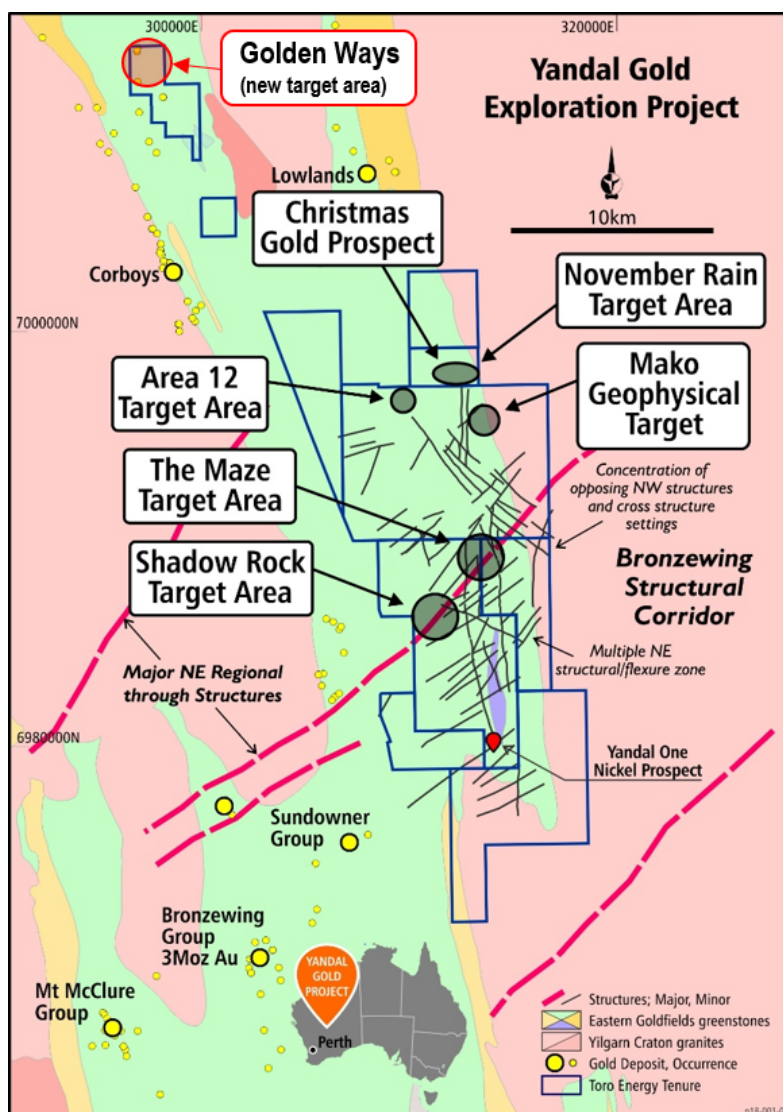 300000E
320000E
Golden Ways
(new target area)
Yandal Gold
Exploration Project
10km
Lowlands
Christmas
Gold Prospect
Corboys
November Rain
Target Area
7000000N
Area 12
Target Area
Mako
Geophysical
Target
The Maze
Target Area
Concentration of
opposing NW structures
and cross structure
settings
Shadow Rock
Target Area
Bronzewing
Structural
Corridor
Multiple NE
structural/flexure zone
Major NE Regional
through Structures
6980000N
Yandal One
Nickel Prospect
Sundowner
Group
Bronzewing
Group
3Moz Au
YANDAL
GOLD
PROJECT
Mt McClure
Group
Perth
Structures; Major, Minor
Eastern Goldfields greenstones
Yilgarn Craton granites
Gold Deposit, Occurrence
Toro Energy Tenure